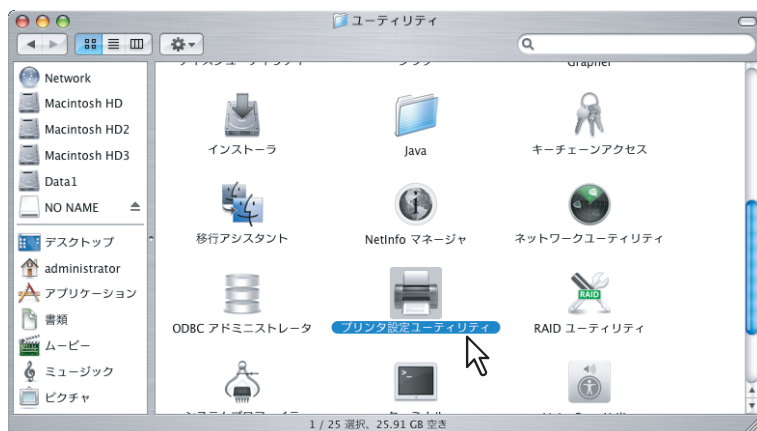 ユーティリティ
Network
Macintosh HD
Macintosh HD2
Macintosh HD3
Data1
NO NAME
デスクトップ
administrator
アプリケーション
書類
ムービー
ミュージック
ピクチャ
Grapher
インストーラ
Java
キーチェーンアクセス
移行アシスタント
NetInfo マネージャ
ネットワークユーティリティ
ODBC アドミニストレータ
プリンタ設定ユーティリティ
RAID
RAID ユーティリティ
1 / 25 選択、25.91 GB 空き